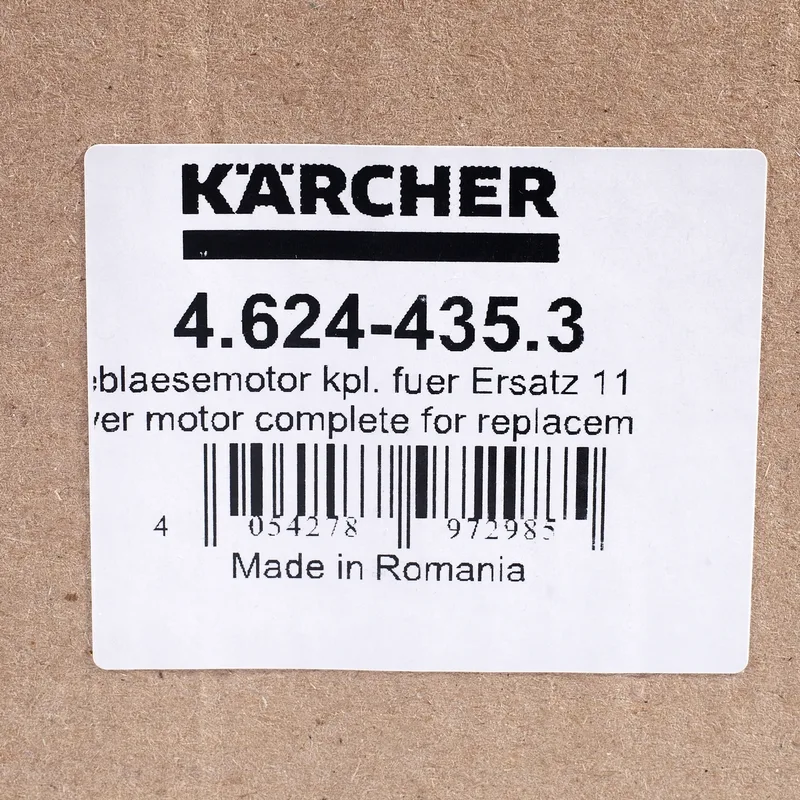 KÄRCHER
4.624-435.3
eblaesemotor kpl. fuer Ersatz 11
er motor complete for replacem
4 054278 972985
Made in Romania